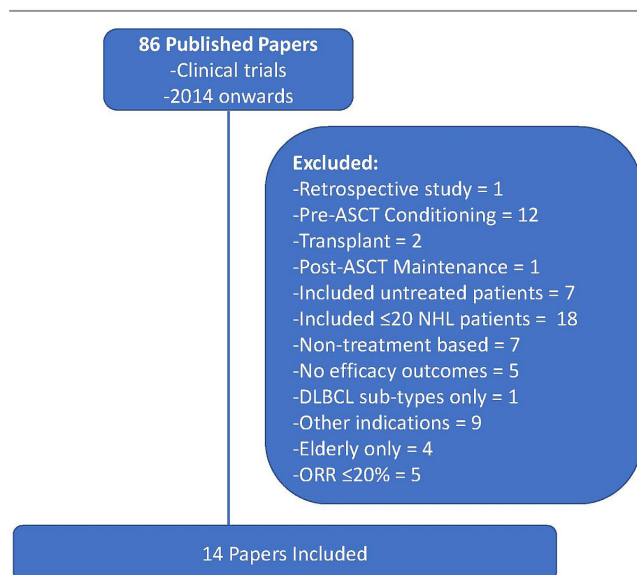 86 Published Papers
-Clinical trials
-2014 onwards
Excluded:
-Retrospective study = 1
-Pre-ASCT Conditioning = 12
-Transplant = 2
-Post-ASCT Maintenance = 1
-Included untreated patients = 7
-Included ≤20 NHL patients = 18
-Non-treatment based = 7
-No efficacy outcomes = 5
-DLBCL sub-types only = 1
-Other indications = 9
-Elderly only = 4
-ORR ≤20% = 5
14 Papers Included